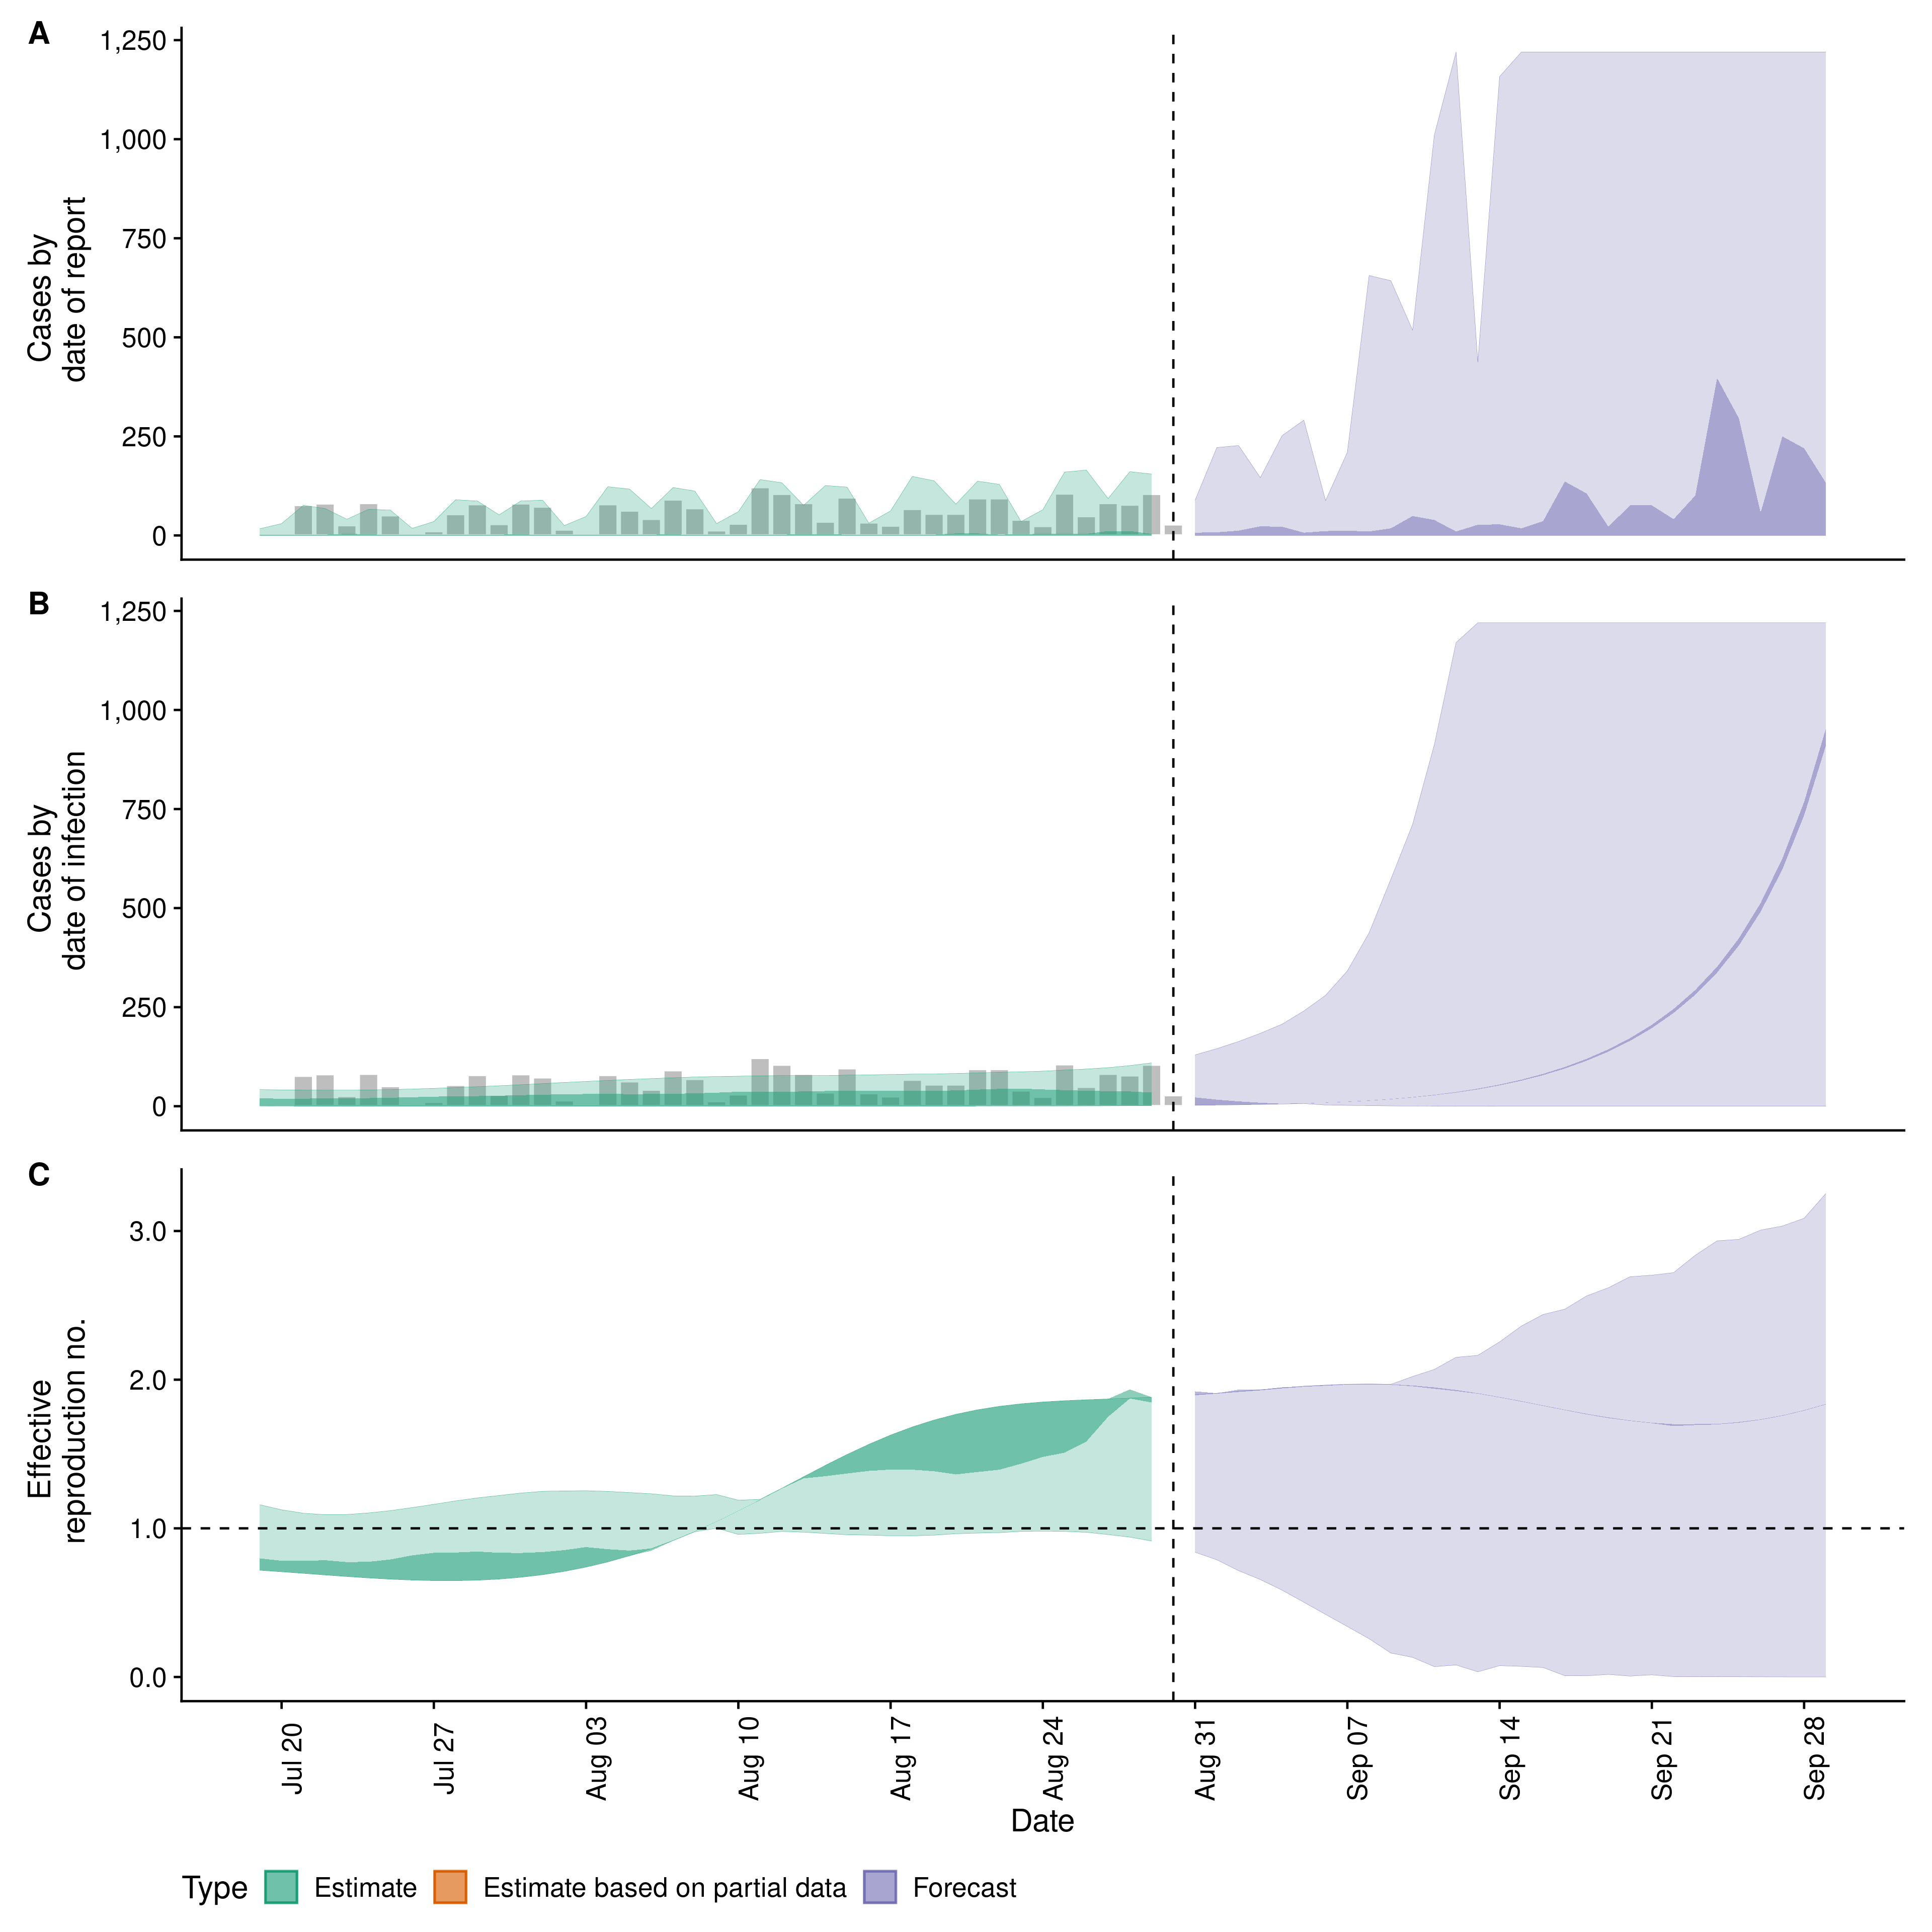 A
1,250
1,000
750
500
250
0
Cases by
date of report
B
1,250
1,000
750
500
250
0
Cases by
date of infection
C
3.0
2.0
1.0
0.0
Effective
reproduction no.
Jul 20
Jul 27
Aug 03
Aug 10
Aug 17
Aug 24
Aug 31
Sep 07
Sep 14
Sep 21
Sep 28
Date
Type Estimate Estimate based on partial data Forecast